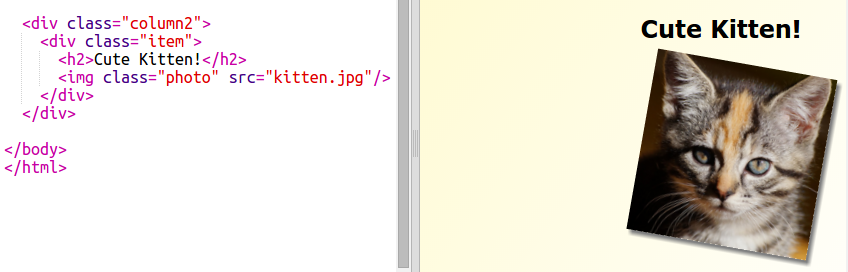 <div class="column2">
<div class="item">
<h2>Cute Kitten!</h2>
<img class="photo" src="kitten.jpg"/>
</div>
</div>
</body>
</html>
Cute Kitten!